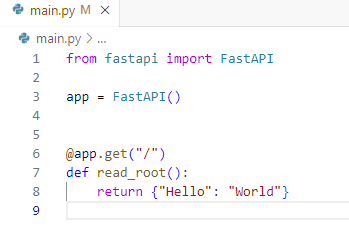 main.py M ×
main.py > ...
1 from fastapi import FastAPI
2
3 app = FastAPI()
4
5
6 @app.get("/")
7 def read_root():
8     return {"Hello": "World"}
9